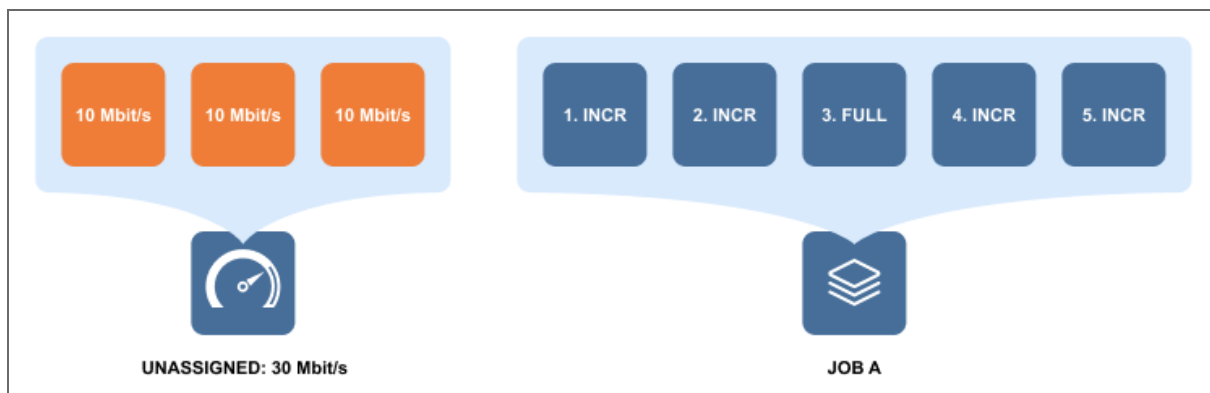 10 Mbit/s
10 Mbit/s
10 Mbit/s
UNASSIGNED: 30 Mbit/s
1. INCR
2. INCR
3. FULL
4. INCR
5. INCR
JOB A